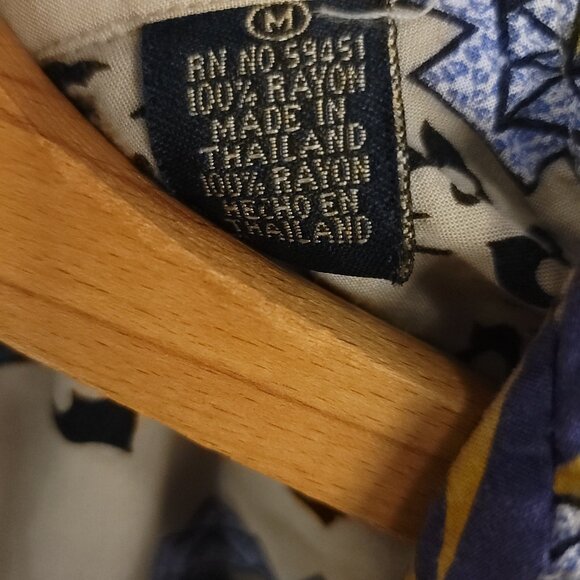 M
RN NO.59451
100% RAYON
MADE IN
THAILAND
100% RAYON
HECHO EN
THAILAND